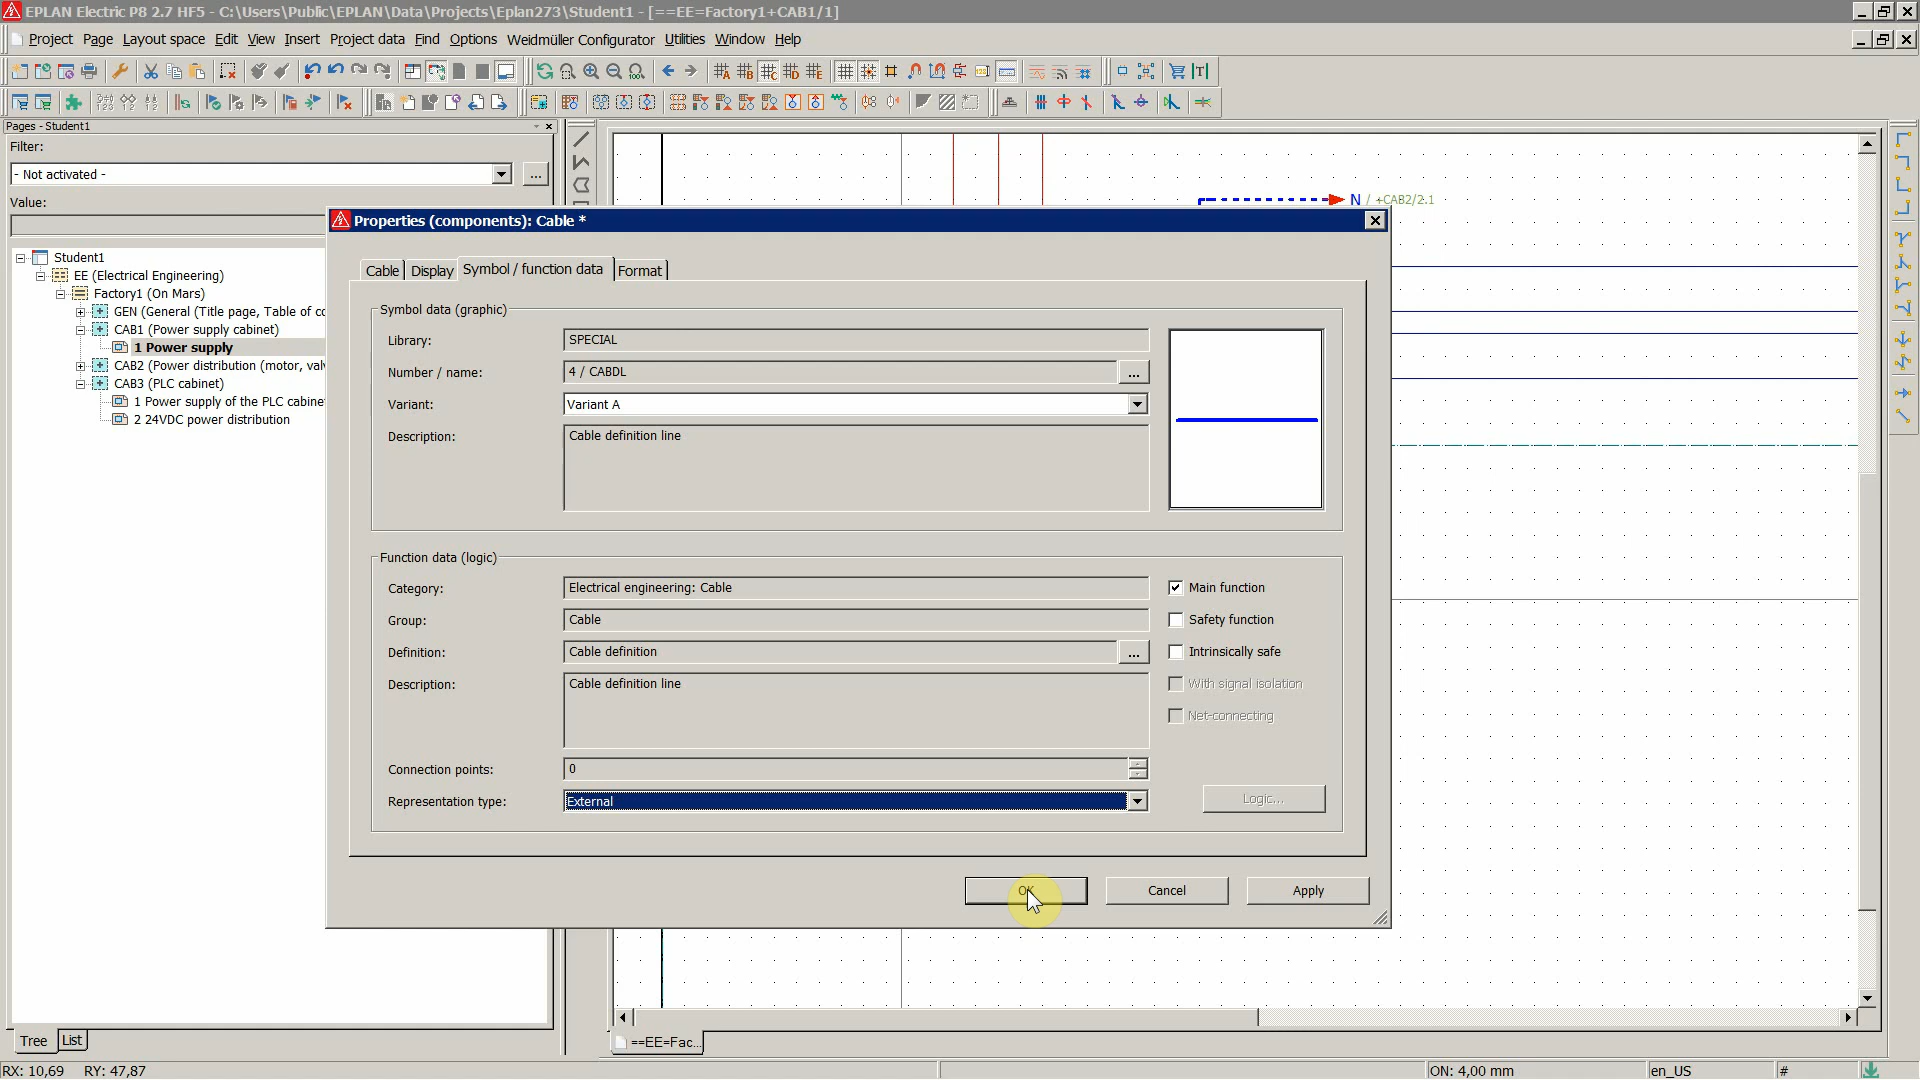 EPLAN Electric P8 2.7 HF5 - C:\Users\Public\EPLAN\Data\Projects\Eplan273\Student1 - [==EE=Factory1+CAB1/1]
Project Page Layout space Edit View Insert Project data Find Options Weidmüller Configurator Utilities Window Help
Pages - Student1
Filter:
- Not activated -
...
Value:
Student1
EE (Electrical Engineering)
Factory1 (On Mars)
GEN (General (Title page, Table of co
CAB1 (Power supply cabinet)
1 Power supply
CAB2 (Power distribution (motor, val
CAB3 (PLC cabinet)
1 Power supply of the PLC cabine
2 24VDC power distribution
Tree List
N / +CAB2/2.1
Properties (components): Cable *
Cable Display Symbol / function data Format
Symbol data (graphic)
Library: SPECIAL
Number / name: 4 / CABDL ...
Variant: Variant A
Description: Cable definition line
Function data (logic)
Category: Electrical engineering: Cable Main function
Group: Cable Safety function
Definition: Cable definition ... Intrinsically safe
Description: Cable definition line With signal isolation
Net-connecting
Connection points: 0
Representation type: External Logic...
OK Cancel Apply
==EE=Fac...
RX: 10,69 RY: 47,87 ON: 4,00 mm en_US #